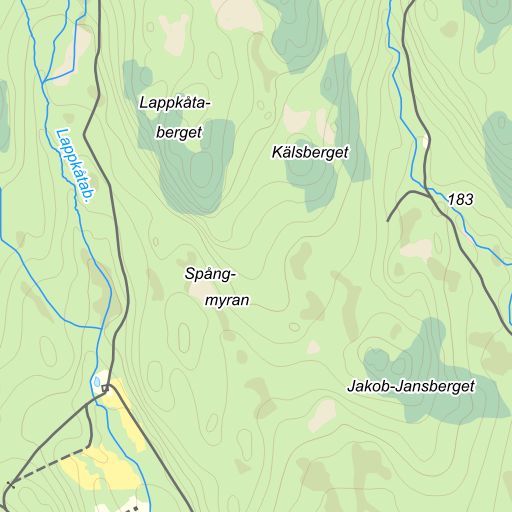 Lappkåta-
berget
Kälsberget
Lappkåtab.
183
Spång-
myran
Jakob-Jansberget